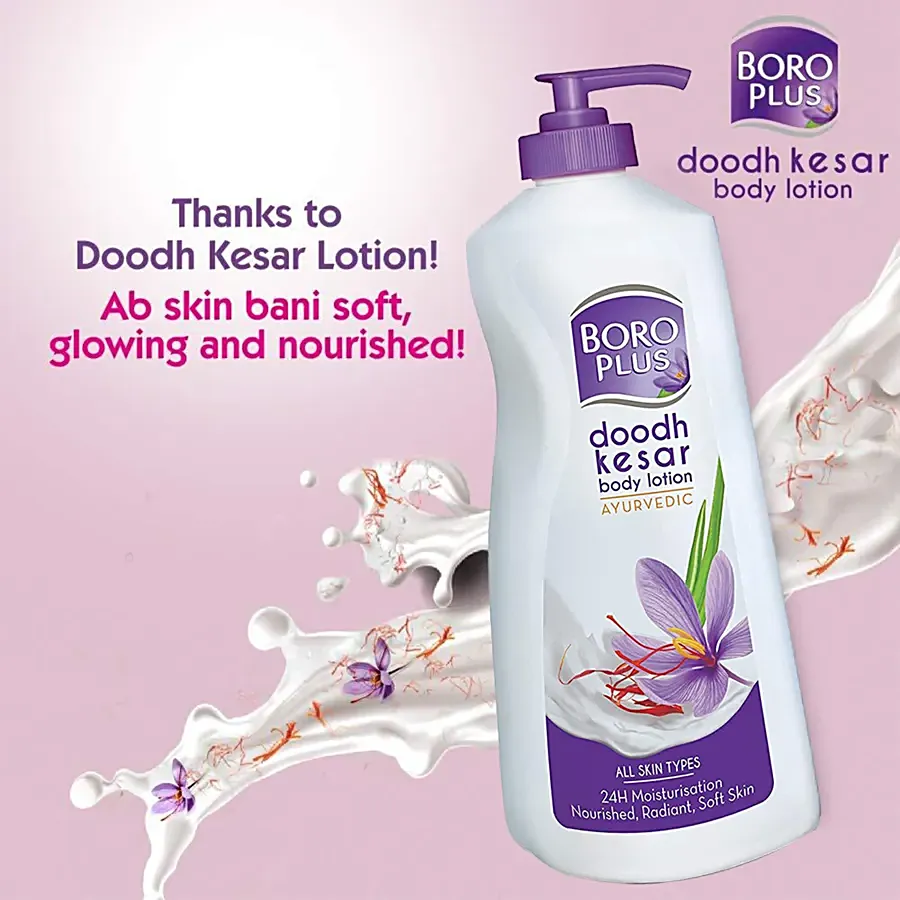 Thanks to
Doodh Kesar Lotion!
Ab skin bani soft,
glowing and nourished!
BORO
PLUS
doodh kesar
body lotion
BORO
PLUS
doodh
kesar
body lotion
AYURVEDIC
ALL SKIN TYPES
24H Moisturisation
Nourished, Radiant, Soft Skin